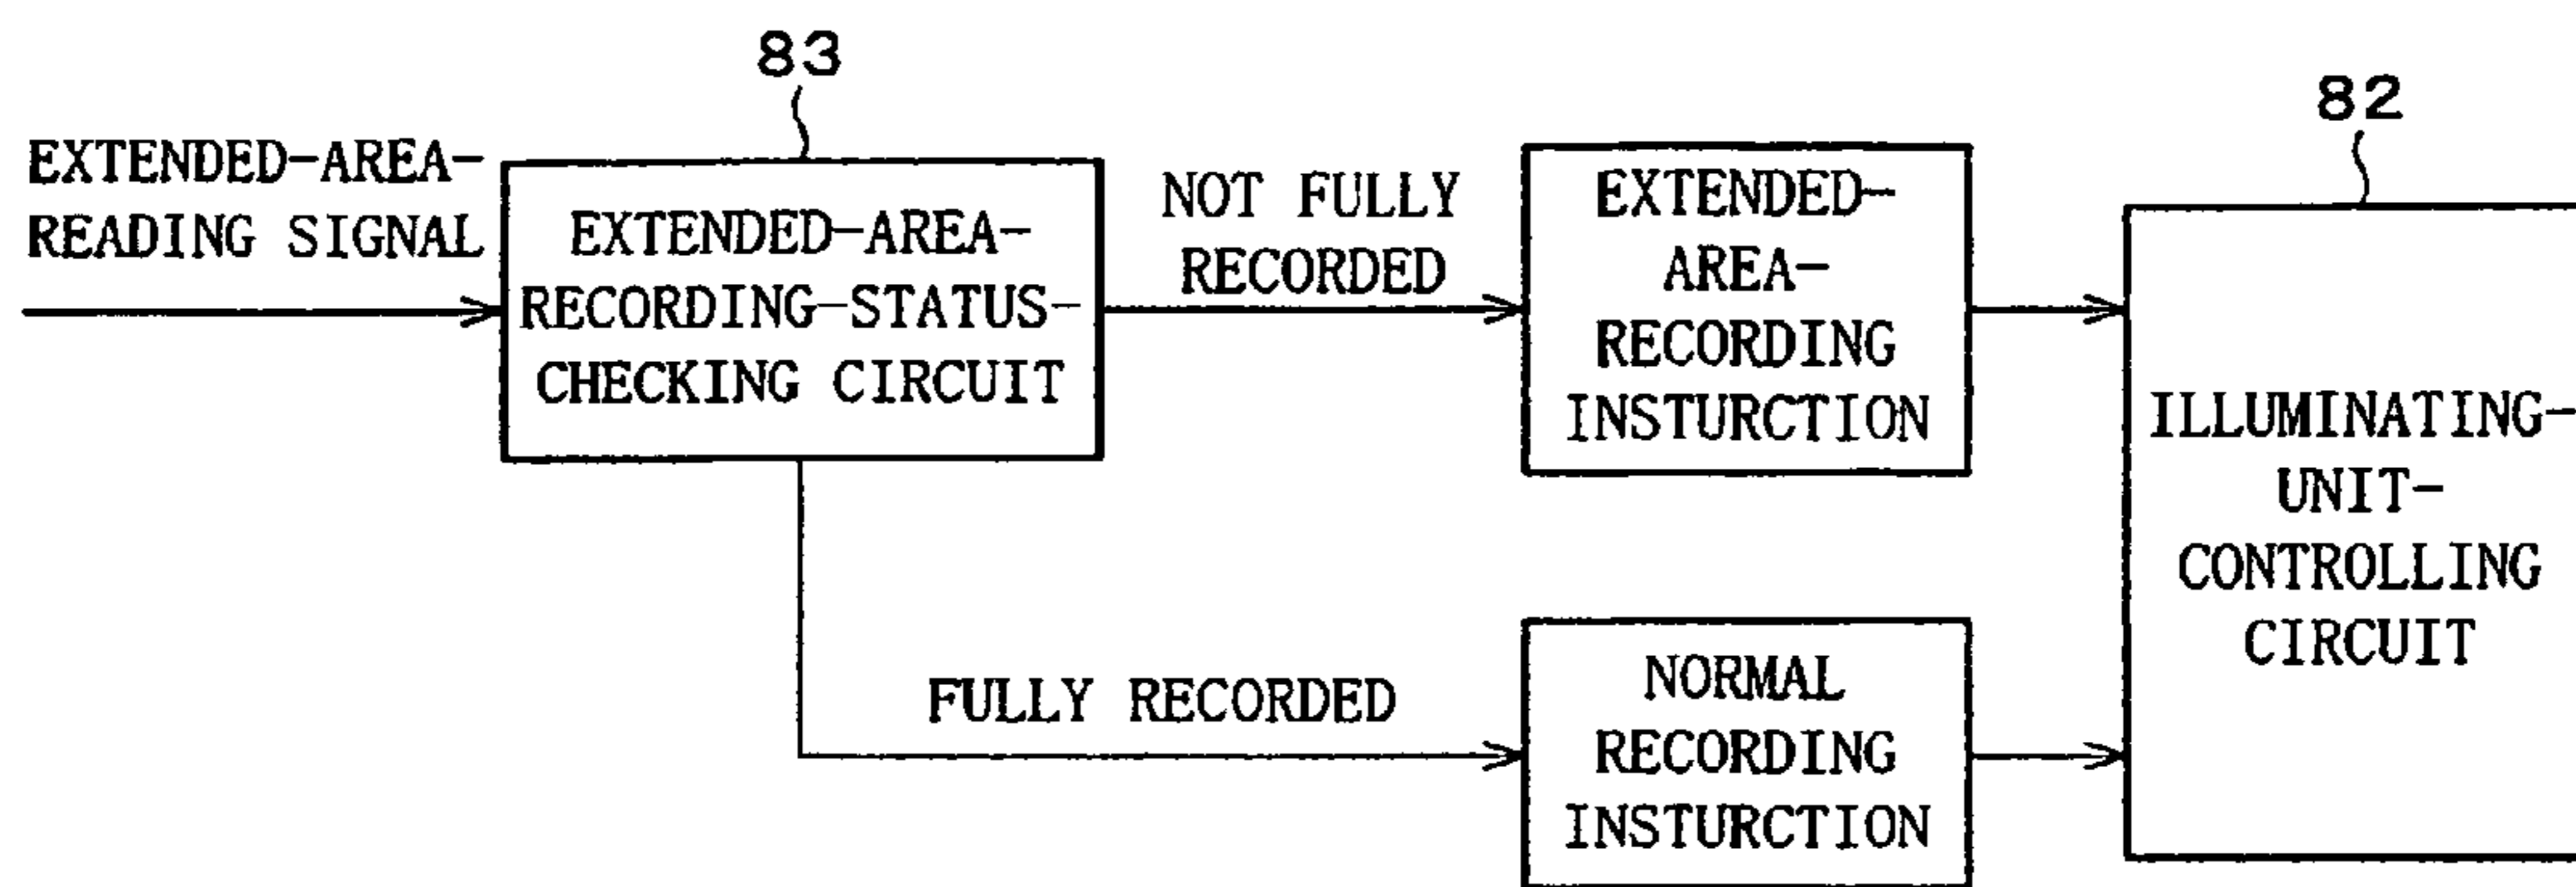 83
82
EXTENDED-AREA-
READING SIGNAL
EXTENDED-AREA-
RECORDING-STATUS-
CHECKING CIRCUIT
NOT FULLY
RECORDED
EXTENDED-
AREA-
RECORDING
INSTURCTION
ILLUMINATING-
UNIT-
CONTROLLING
CIRCUIT
FULLY RECORDED
NORMAL
RECORDING
INSTURCTION